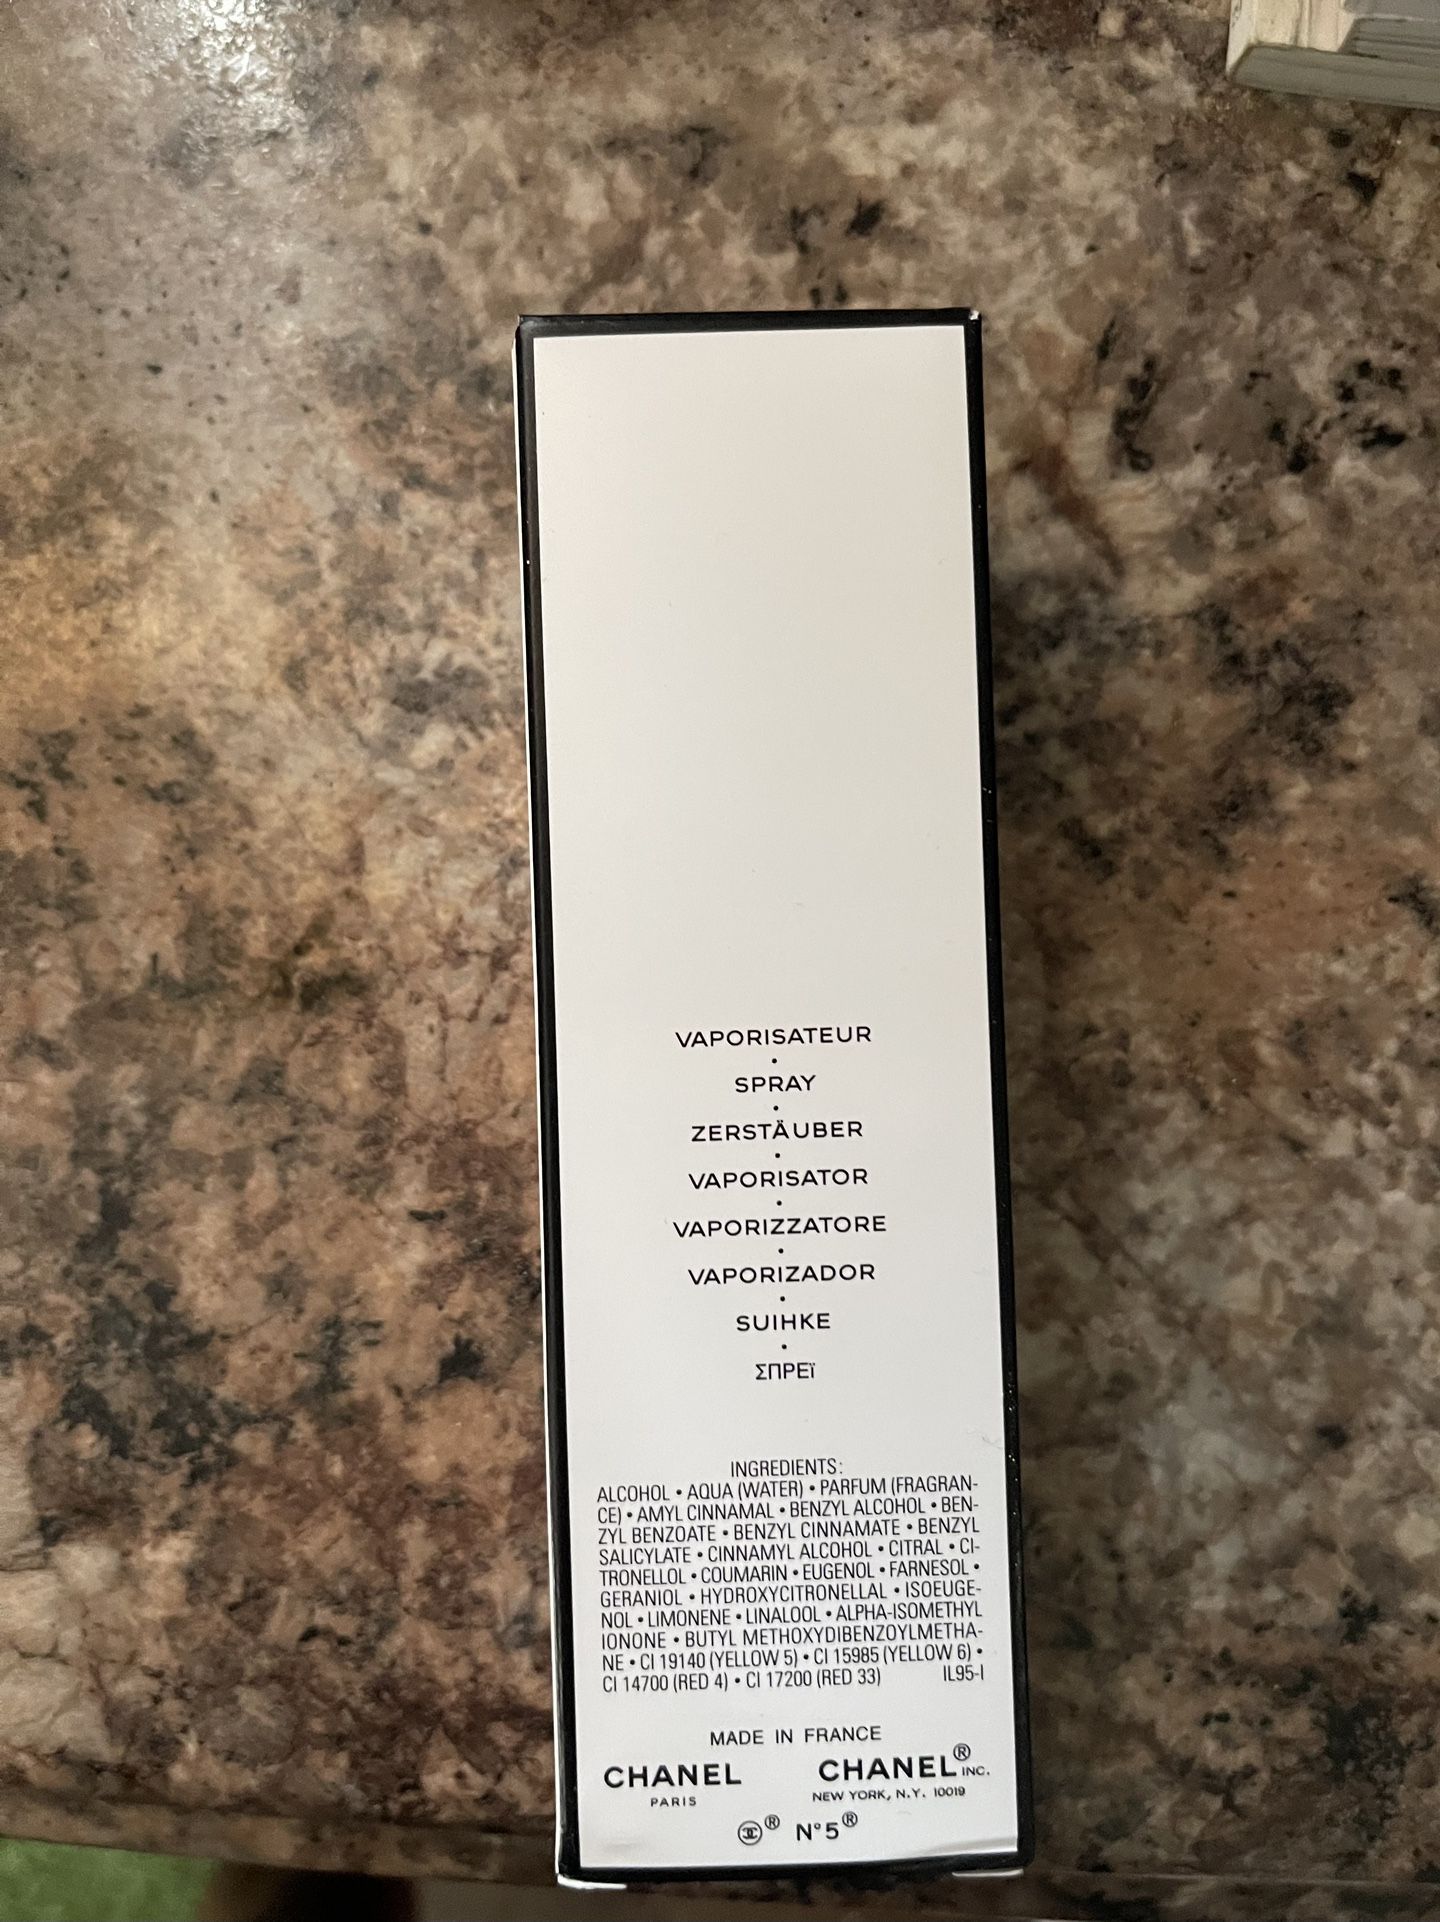 VAPORISATEUR
•
SPRAY
•
ZERSTÄUBER
•
VAPORISATOR
•
VAPORIZZATORE
•
VAPORIZADOR
•
SUIHKE
•
ΣΠΡΕϊ
INGREDIENTS:
ALCOHOL • AQUA (WATER) • PARFUM (FRAGRAN-
CE) • AMYL CINNAMAL • BENZYL ALCOHOL • BEN-
ZYL BENZOATE • BENZYL CINNAMATE • BENZYL
SALICYLATE • CINNAMYL ALCOHOL • CITRAL • CI-
TRONELLOL • COUMARIN • EUGENOL • FARNESOL •
GERANIOL • HYDROXYCITRONELLAL • ISOEUGE-
NOL • LIMONENE • LINALOOL • ALPHA-ISOMETHYL
IONONE • BUTYL METHOXYDIBENZOYLMETHA-
NE • CI 19140 (YELLOW 5) • CI 15985 (YELLOW 6) •
CI 14700 (RED 4) • CI 17200 (RED 33) IL95-I
MADE IN FRANCE
CHANEL CHANEL® INC.
PARIS NEW YORK, N.Y. 10019
® N°5®